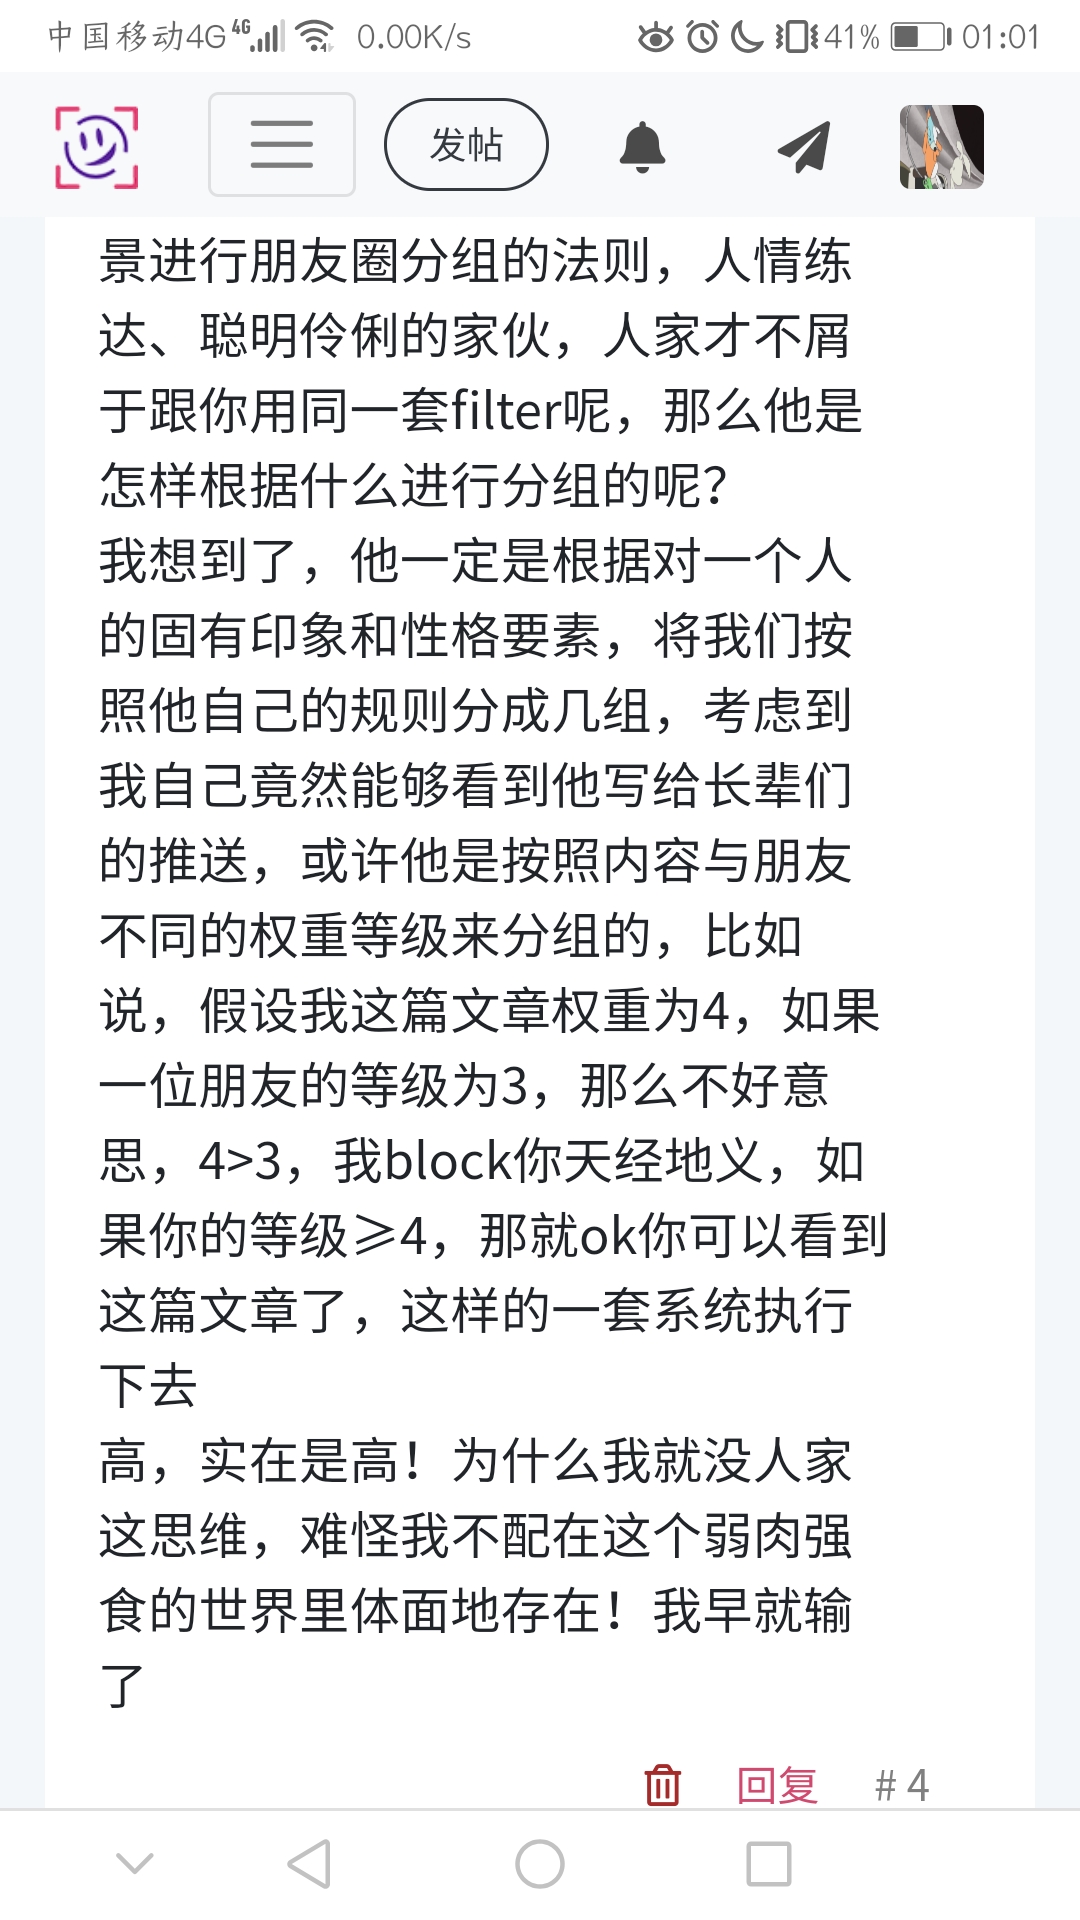 中国移动4G 4G 0.00K/s 41% 01:01
发帖
景进行朋友圈分组的法则，人情练
达、聪明伶俐的家伙，人家才不屑
于跟你用同一套filter呢，那么他是
怎样根据什么进行分组的呢？
我想到了，他一定是根据对一个人
的固有印象和性格要素，将我们按
照他自己的规则分成几组，考虑到
我自己竟然能够看到他写给长辈们
的推送，或许他是按照内容与朋友
不同的权重等级来分组的，比如
说，假设我这篇文章权重为4，如果
一位朋友的等级为3，那么不好意
思，4>3，我block你天经地义，如
果你的等级≥4，那就ok你可以看到
这篇文章了，这样的一套系统执行
下去
高，实在是高！为什么我就没人家
这思维，难怪我不配在这个弱肉强
食的世界里体面地存在！我早就输
了
回复 #4